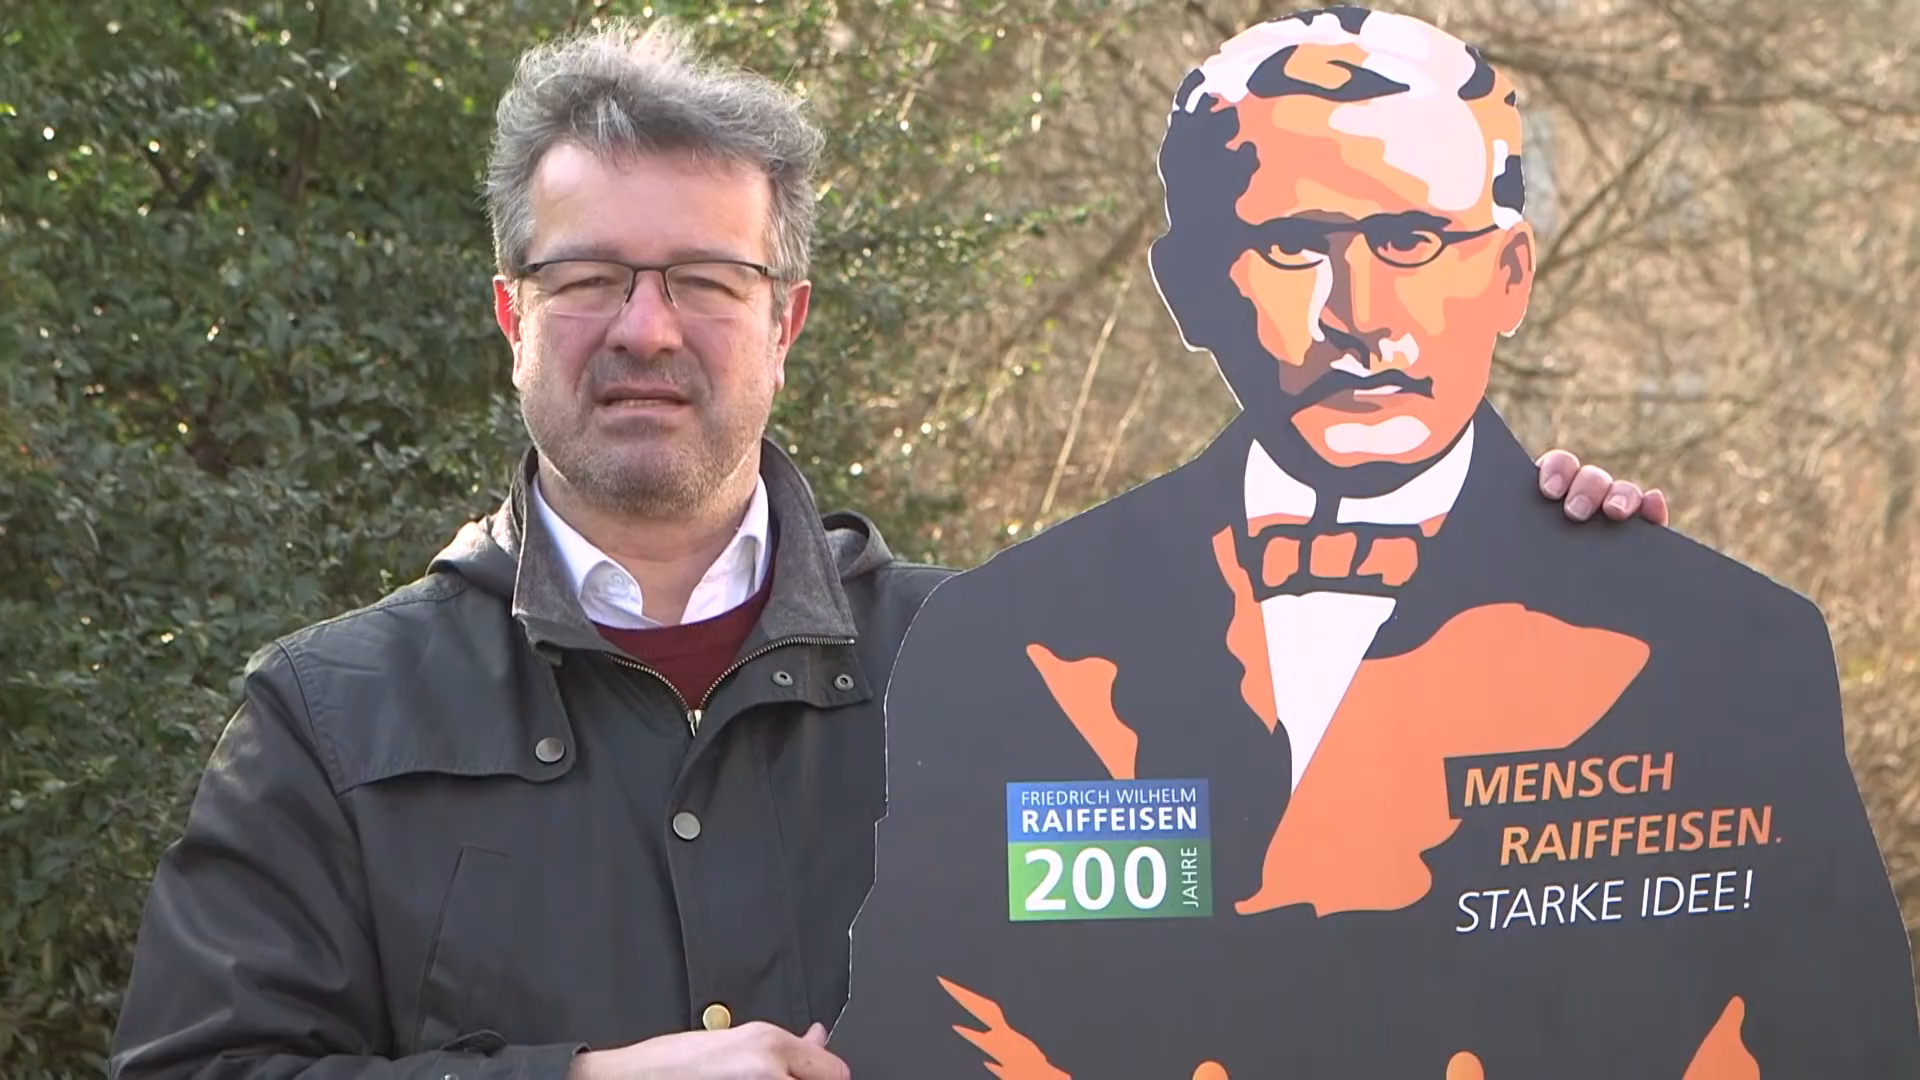 FRIEDRICH WILHELM
RAIFFEISEN
200 JAHRE
MENSCH
RAIFFEISEN.
STARKE IDEE!